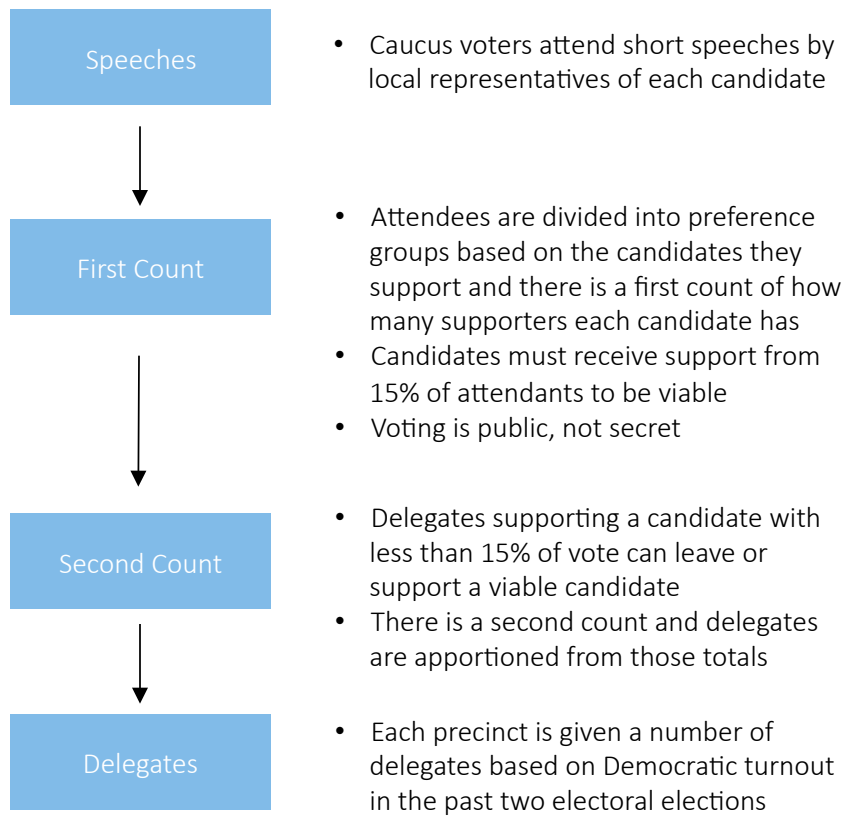 Speeches
• Caucus voters attend short speeches by
local representatives of each candidate
First Count
• Attendees are divided into preference
groups based on the candidates they
support and there is a first count of how
many supporters each candidate has
• Candidates must receive support from
15% of attendants to be viable
• Voting is public, not secret
Second Count
• Delegates supporting a candidate with
less than 15% of vote can leave or
support a viable candidate
• There is a second count and delegates
are apportioned from those totals
Delegates
• Each precinct is given a number of
delegates based on Democratic turnout
in the past two electoral elections